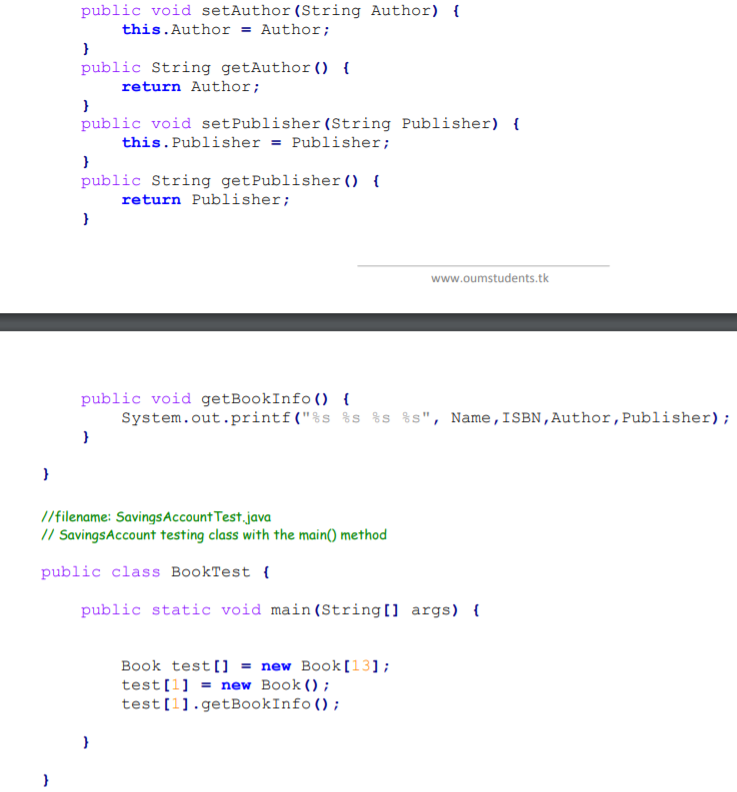 public void setAuthor(String Author) {
this.Author = Author;
}
public String getAuthor() {
return Author;
}
public void setPublisher(String Publisher) {
this.Publisher = Publisher;
}
public String getPublisher() {
return Publisher;
}
www.oumstudents.tk
public void getBookInfo() {
System.out.printf("%s %s %s %s", Name,ISBN,Author,Publisher);
}
}
//filename: SavingsAccountTest.java
// SavingsAccount testing class with the main() method
public class BookTest {
public static void main(String[] args) {
Book test[] = new Book[13];
test[1] = new Book();
test[1].getBookInfo();
}
}